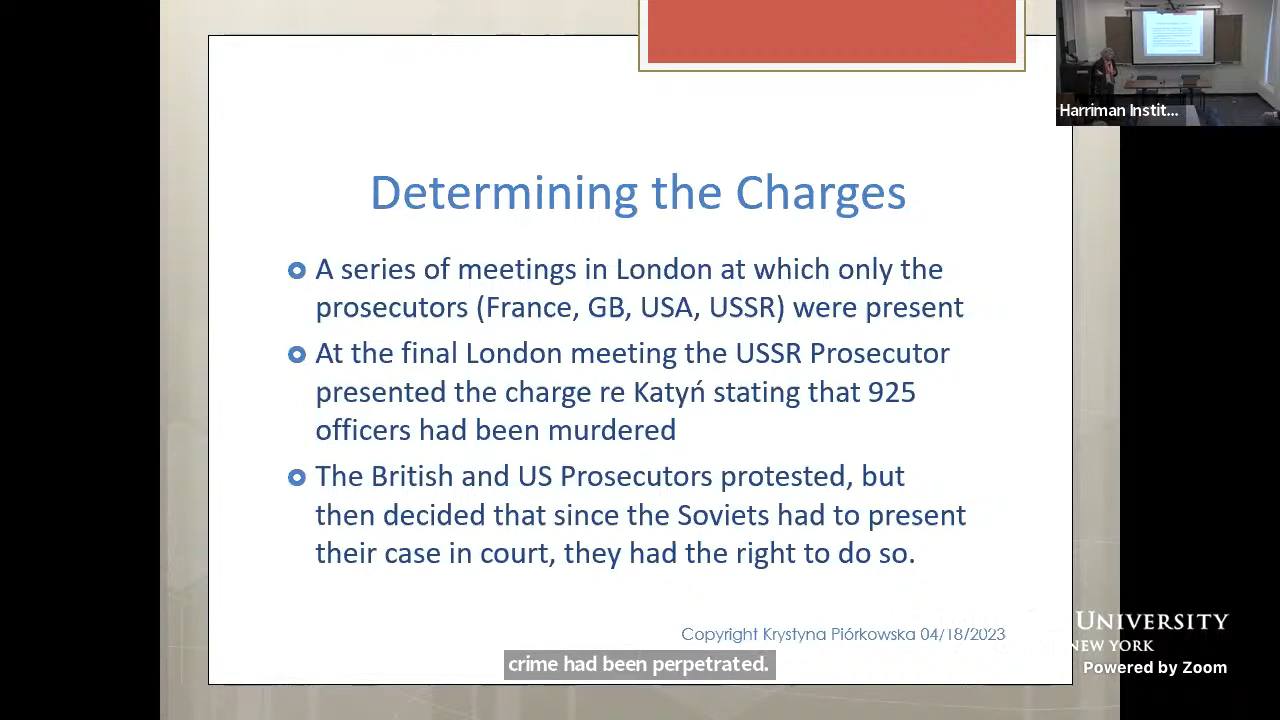 Harriman Instit...
Determining the Charges
A series of meetings in London at which only the
prosecutors (France, GB, USA, USSR) were present
At the final London meeting the USSR Prosecutor
presented the charge re Katyń stating that 925
officers had been murdered
The British and US Prosecutors protested, but
then decided that since the Soviets had to present
their case in court, they had the right to do so.
Copyright Krystyna Piórkowska 04/18/2023
crime had been perpetrated.
UNIVERSITY
NEW YORK
Powered by Zoom